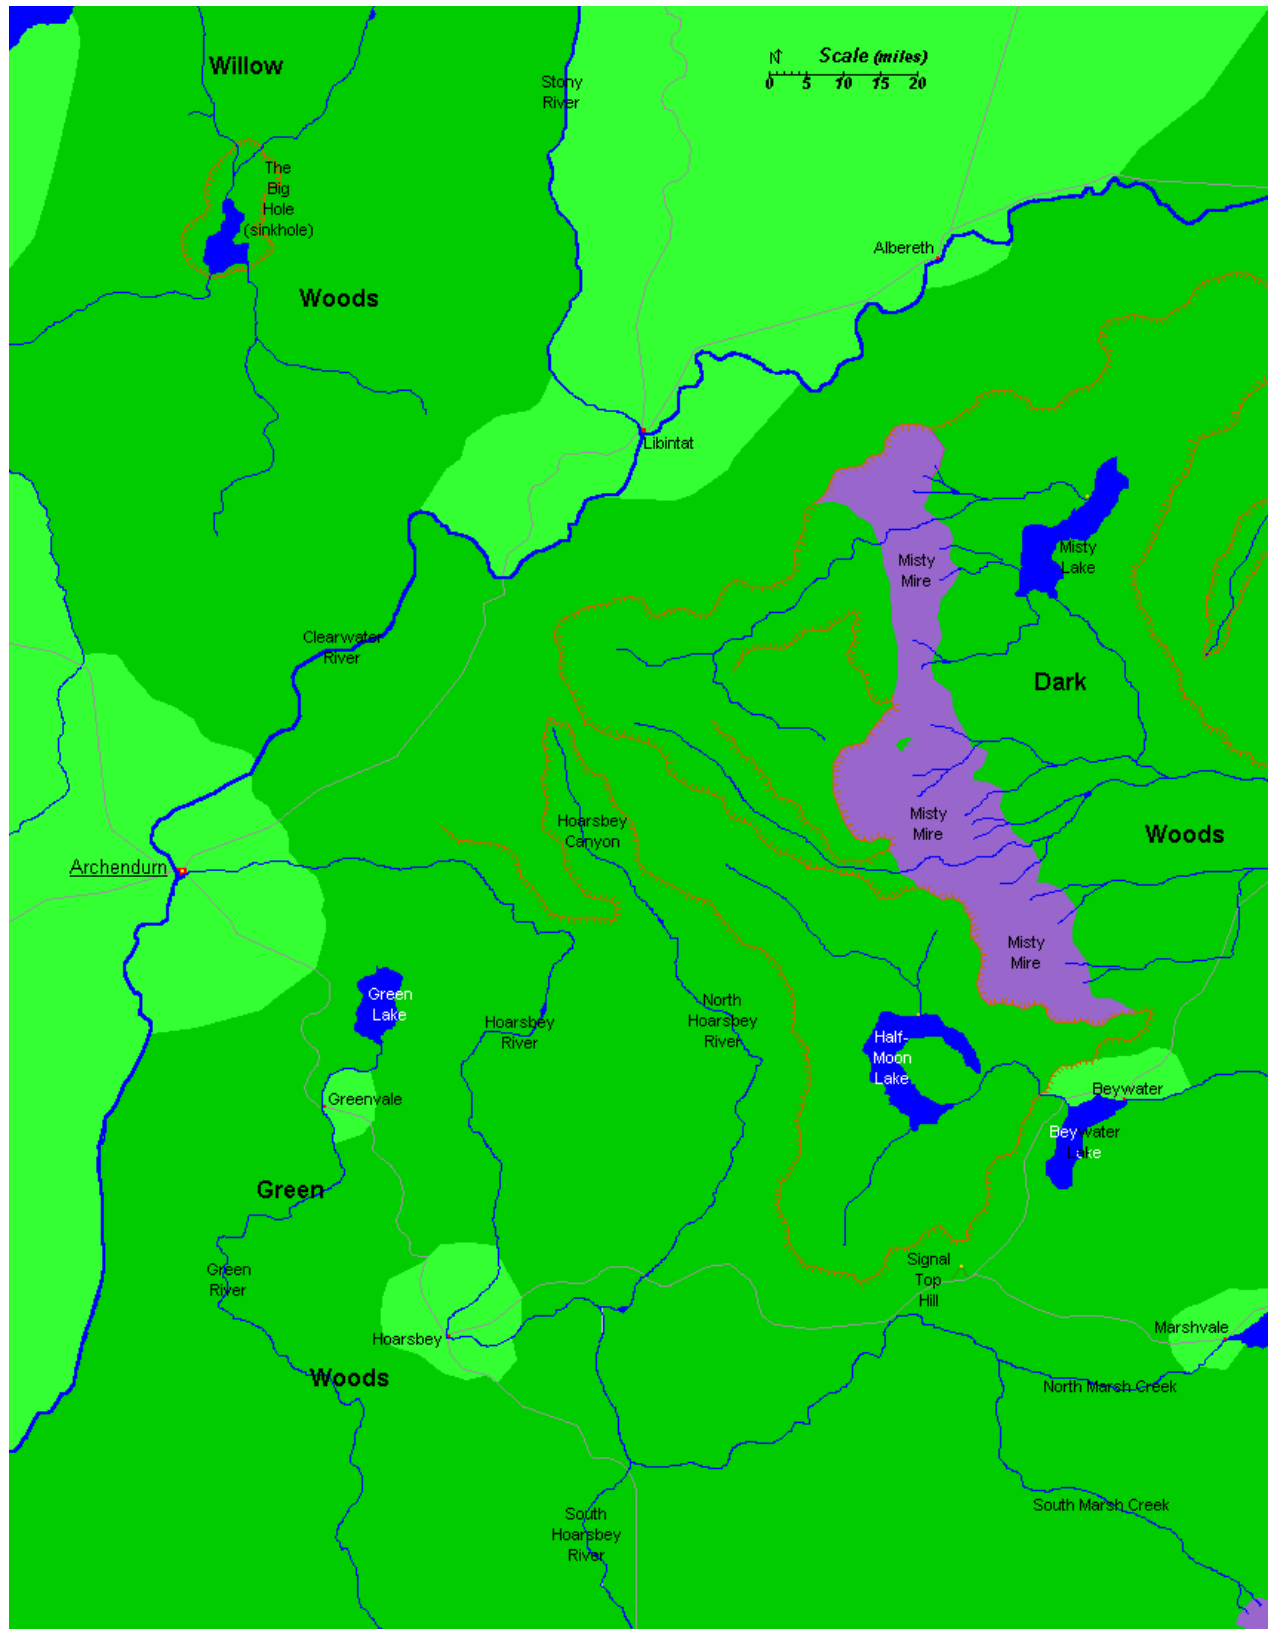 Willow
N
Scale (miles)
0 5 10 15 20
Stony
River
The
Big
Hole
(sinkhole)
Albereth
Woods
Libintat
Misty
Lake
Misty
Mire
Clearwater
River
Dark
Misty
Mire
Hoarsbey
Canyon
Woods
Archendum
Misty
Mire
Green
Lake
North
Hoarsbey
River
Hoarsbey
River
Half-
Moon
Lake
Beywater
Greenvale
Beywater
Lake
Green
Signal
Top
Hill
Green
River
Marshvale
Hoarsbey
Woods
North Marsh Creek
South Marsh Creek
South
Hoarsbey
River